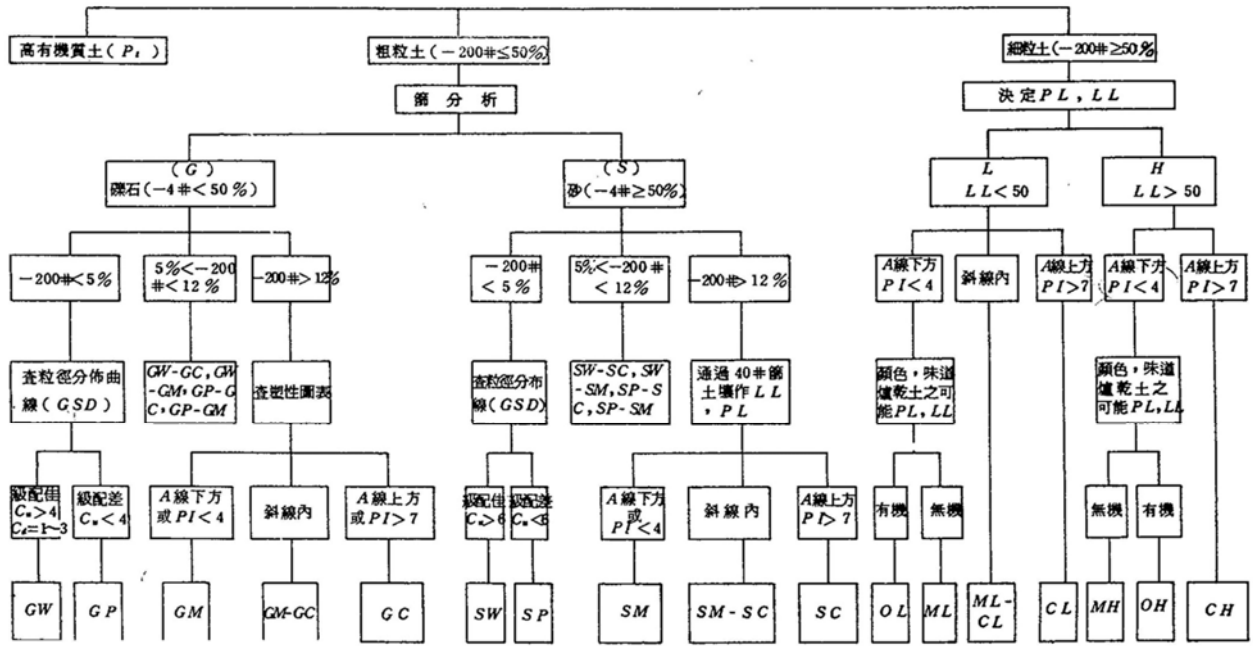 高有機質土(Pt)
粗粒土(-200#≤50%)
細粒土(-200#≥50%
篩 分 析
決定PL,LL
(G)
礫石(-4#<50%)
(S)
砂(-4#≥50%)
L
LL<50
H
LL>50
-200#<5%
5%<-200
#<12%
-200#>12%
-200#
<5%
5%<-200#
<12%
-200#>12%
A線下方
PI<4
斜線內
A線上方
PI>7
A線下方
PI<4
A線上方
PI>7
查粒徑分佈曲
線(GSD)
GW-GC,GW
-GM,GP-G
C,GP-GM
查塑性圖表
查粒徑分布
線(GSD)
SW-SC,SW
-SM,SP-S
C,SP-SM
通過40#篩
土壤作LL
,PL
顏色,味道
爐乾土之可
能PL,LL
顏色,味道
爐乾土之
可能PL,LL
級配佳
Cu>4
Cd=1~3
級配差
Cu<4
A線下方
或PI<4
斜線內
A線上方
或PI>7
級配佳
Cu>6
級配差
Cu<6
A線下方
或
PI<4
斜線內
A線上方
PI>7
有機
無機
無機
有機
GW
GP
GM
GM-GC
GC
SW
SP
SM
SM-SC
SC
OL
ML
ML-
CL
CL
MH
OH
CH